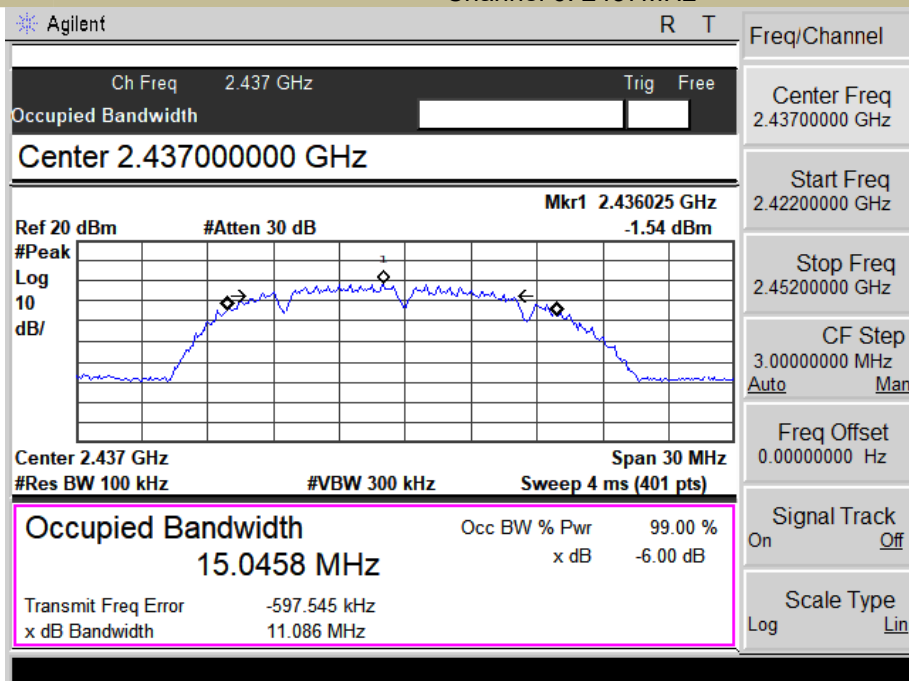 Agilent R T
Ch Freq 2.437 GHz Trig Free
Occupied Bandwidth
Center 2.437000000 GHz
Mkr1 2.436025 GHz
Ref 20 dBm #Atten 30 dB -1.54 dBm
#Peak
Log
10
dB/
1
Center 2.437 GHz Span 30 MHz
#Res BW 100 kHz #VBW 300 kHz Sweep 4 ms (401 pts)
Occupied Bandwidth Occ BW % Pwr 99.00 %
15.0458 MHz x dB -6.00 dB
Transmit Freq Error -597.545 kHz
x dB Bandwidth 11.086 MHz
Freq/Channel
Center Freq
2.43700000 GHz
Start Freq
2.42200000 GHz
Stop Freq
2.45200000 GHz
CF Step
3.00000000 MHz
Auto Man
Freq Offset
0.00000000 Hz
Signal Track
On Off
Scale Type
Log Lin